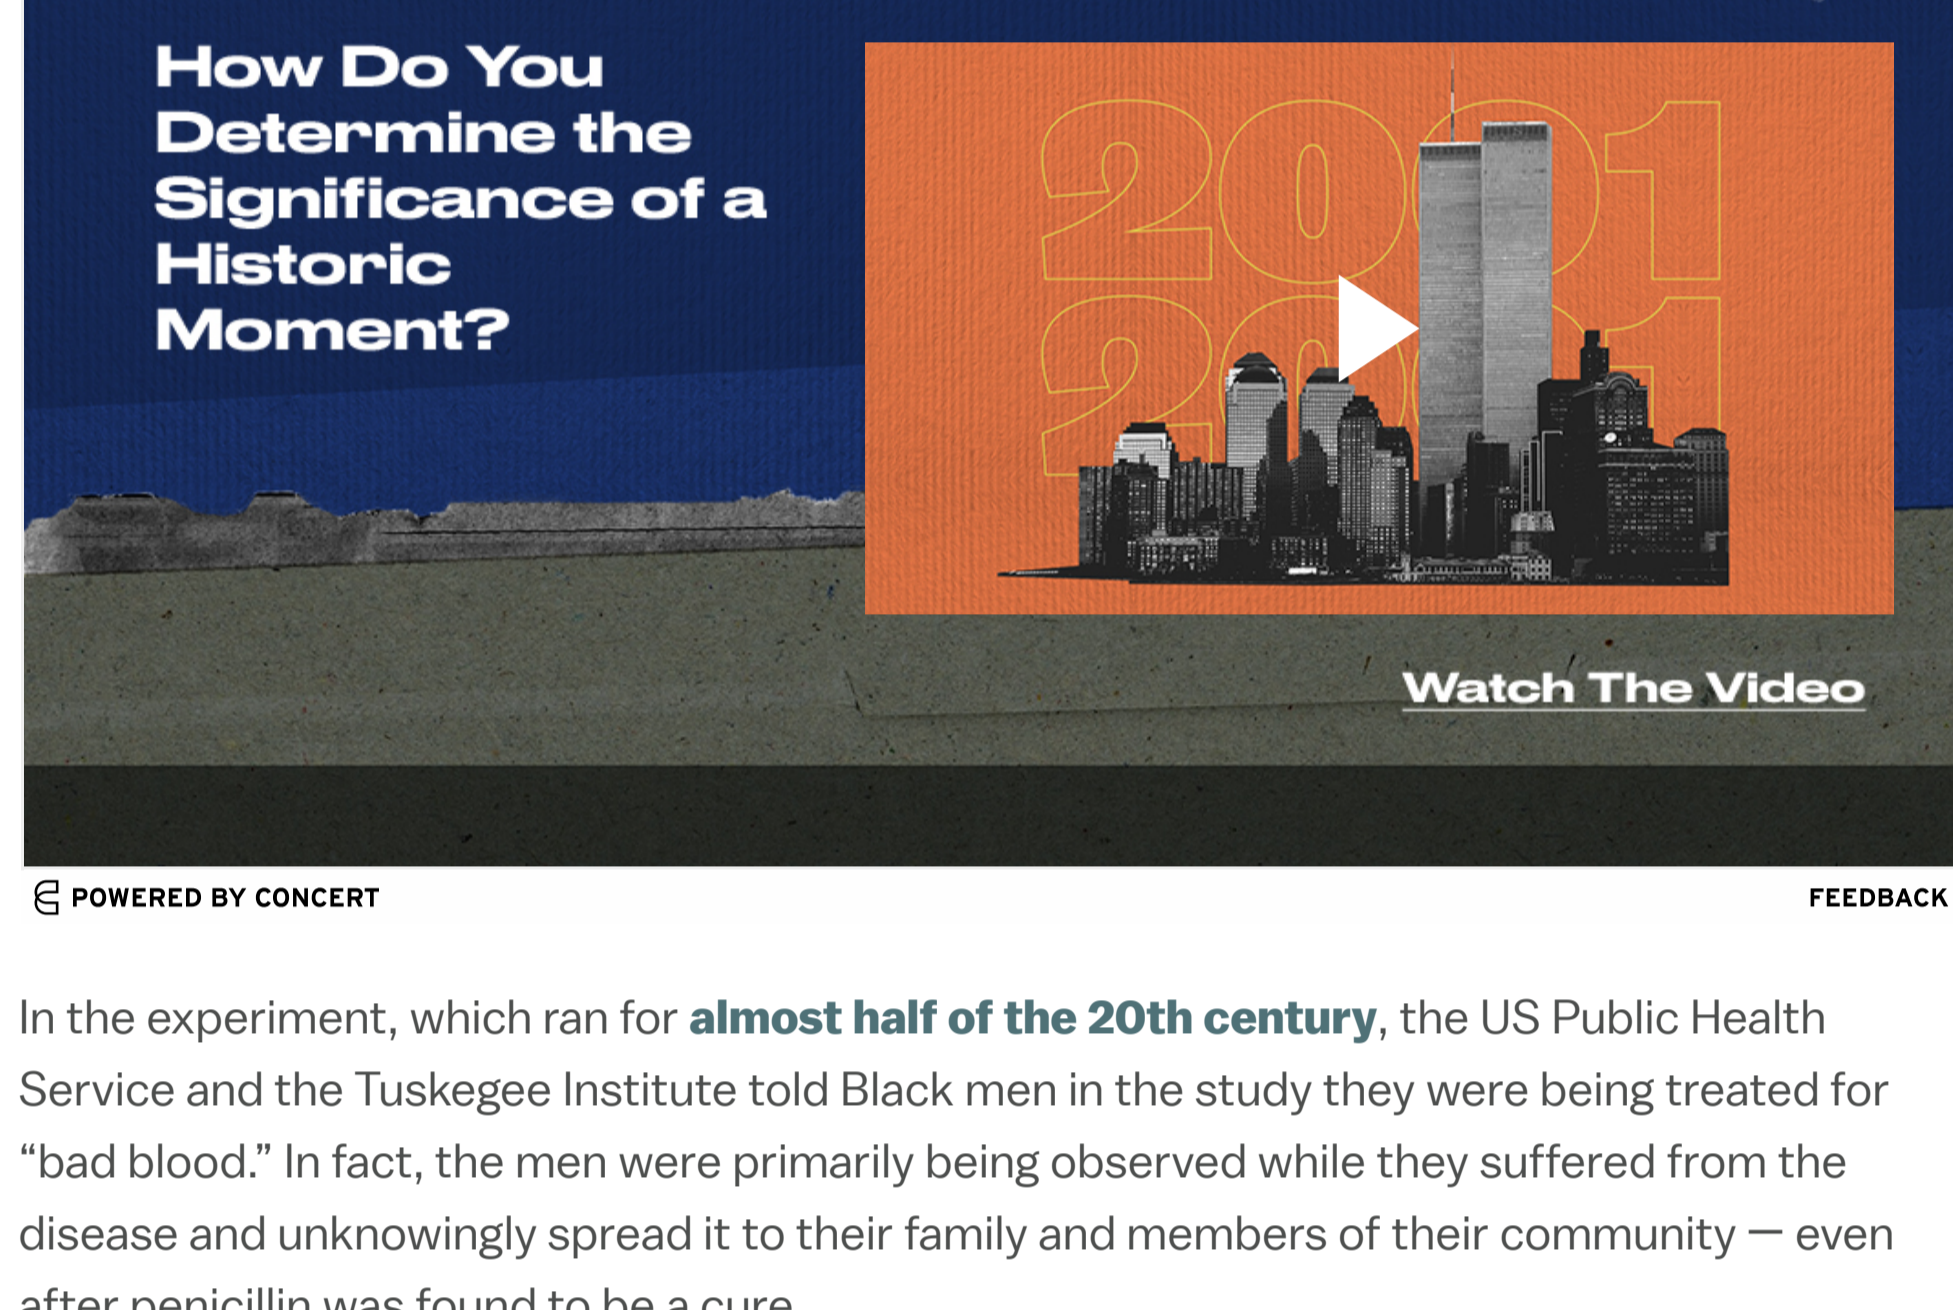 How Do You
Determine the
Significance of a
Historic
Moment?
2001
2001
Watch The Video
POWERED BY CONCERT
FEEDBACK
In the experiment, which ran for almost half of the 20th century, the US Public Health
Service and the Tuskegee Institute told Black men in the study they were being treated for
“bad blood.” In fact, the men were primarily being observed while they suffered from the
disease and unknowingly spread it to their family and members of their community — even
after penicillin was found to be a cure.